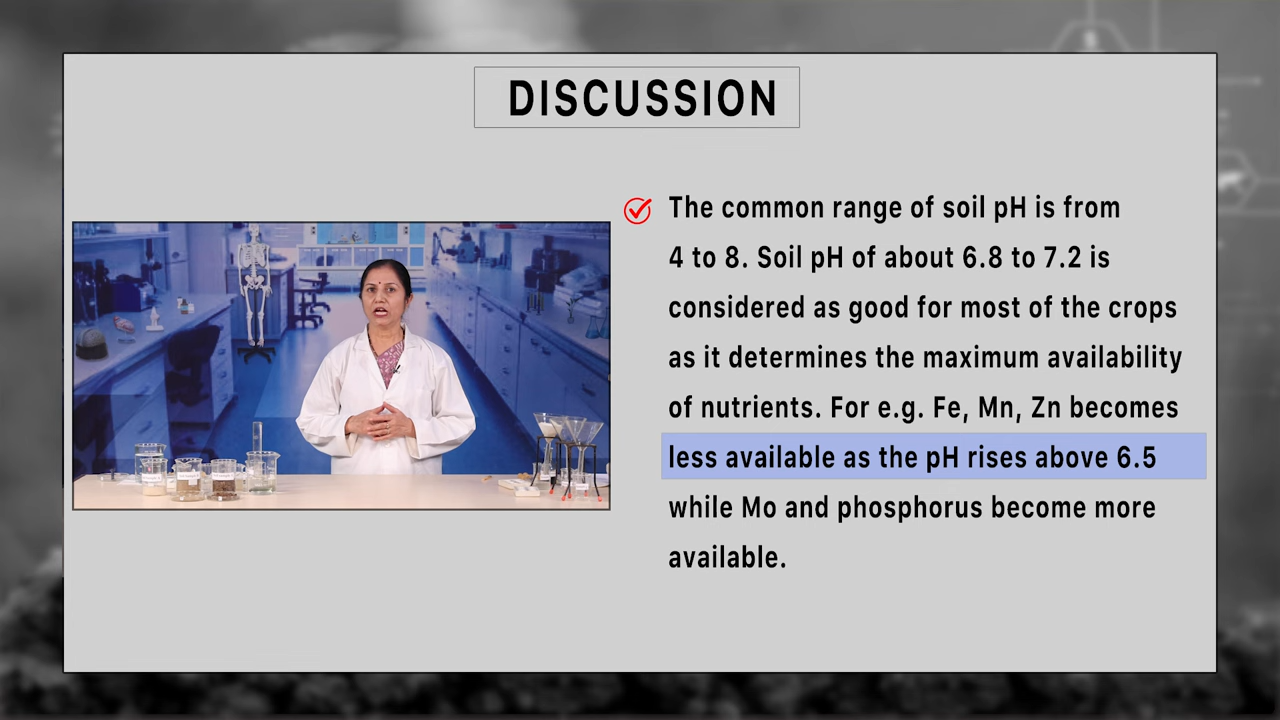 DISCUSSION
The common range of soil pH is from
4 to 8. Soil pH of about 6.8 to 7.2 is
considered as good for most of the crops
as it determines the maximum availability
of nutrients. For e.g. Fe, Mn, Zn becomes
less available as the pH rises above 6.5
while Mo and phosphorus become more
available.